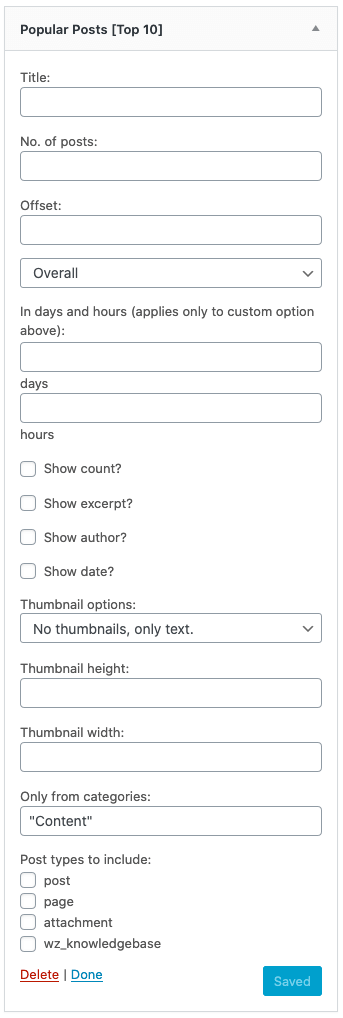 Popular Posts [Top 10]
Title:
No. of posts:
Offset:
Overall
In days and hours (applies only to custom option
above):
days
hours
Show count?
Show excerpt?
Show author?
Show date?
Thumbnail options:
No thumbnails, only text.
Thumbnail height:
Thumbnail width:
Only from categories:
"Content"
Post types to include:
post
page
attachment
wz_knowledgebase
Delete | Done
Saved